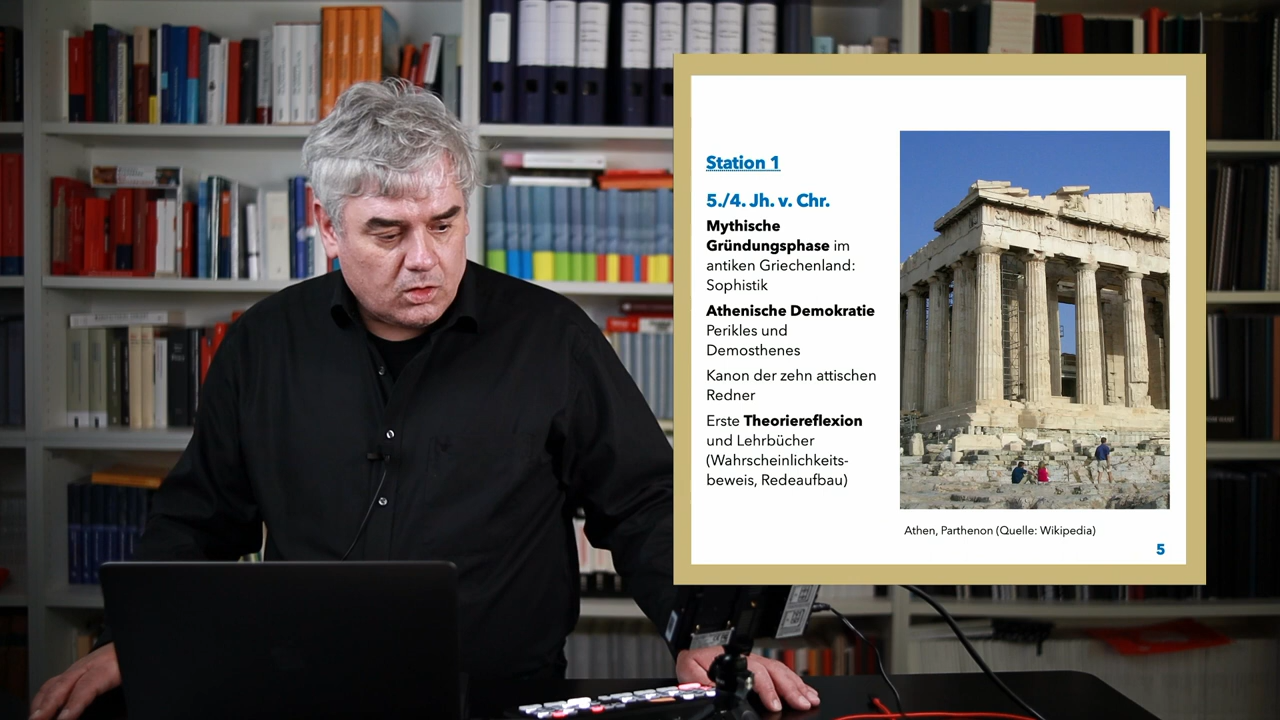 Station 1
5./4. Jh. v. Chr.
Mythische
Gründungsphase im
antiken Griechenland:
Sophistik
Athenische Demokratie
Perikles und
Demosthenes
Kanon der zehn attischen
Redner
Erste Theoriereflexion
und Lehrbücher
(Wahrscheinlichkeits-
beweis, Redeaufbau)
Athen, Parthenon (Quelle: Wikipedia)
5